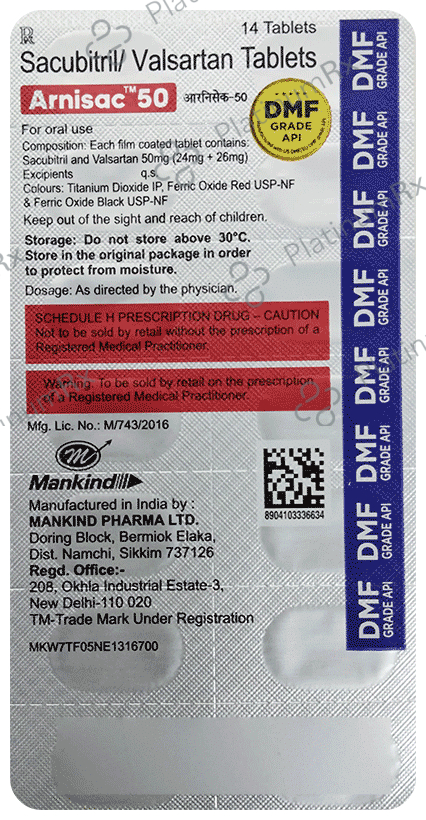 Rx
14 Tablets
Sacubitril/ Valsartan Tablets
Arnisac™50 आरनिसेक-50
For oral use
Composition: Each film coated tablet contains:
Sacubitril and Valsartan 50mg (24mg + 26mg)
Excipients q.s.
Colours: Titanium Dioxide IP, Ferric Oxide Red USP-NF
& Ferric Oxide Black USP-NF
Keep out of the sight and reach of children.
Storage: Do not store above 30°C.
Store in the original package in order
to protect from moisture.
Dosage: As directed by the physician.
SCHEDULE H PRESCRIPTION DRUG – CAUTION
Not to be sold by retail without the prescription of a
Registered Medical Practitioner.
Warning: To be sold by retail on the prescription
of a Registered Medical Practitioner.
Mfg. Lic. No.: M/743/2016
Mankind
Manufactured in India by :
MANKIND PHARMA LTD.
Doring Block, Bermiok Elaka,
Dist. Namchi, Sikkim 737126
Regd. Office:-
208, Okhla Industrial Estate-3,
New Delhi-110 020
TM-Trade Mark Under Registration
MKW7TF05NE1316700
8904103336634
DMF
GRADE
API
DMF
GRADE API
DMF
GRADE API
DMF
GRADE API
DMF
GRADE API
DMF
GRADE API
DMF
GRADE API
DMF
GRADE API
PlatinumRx
PlatinumRx
PlatinumRx